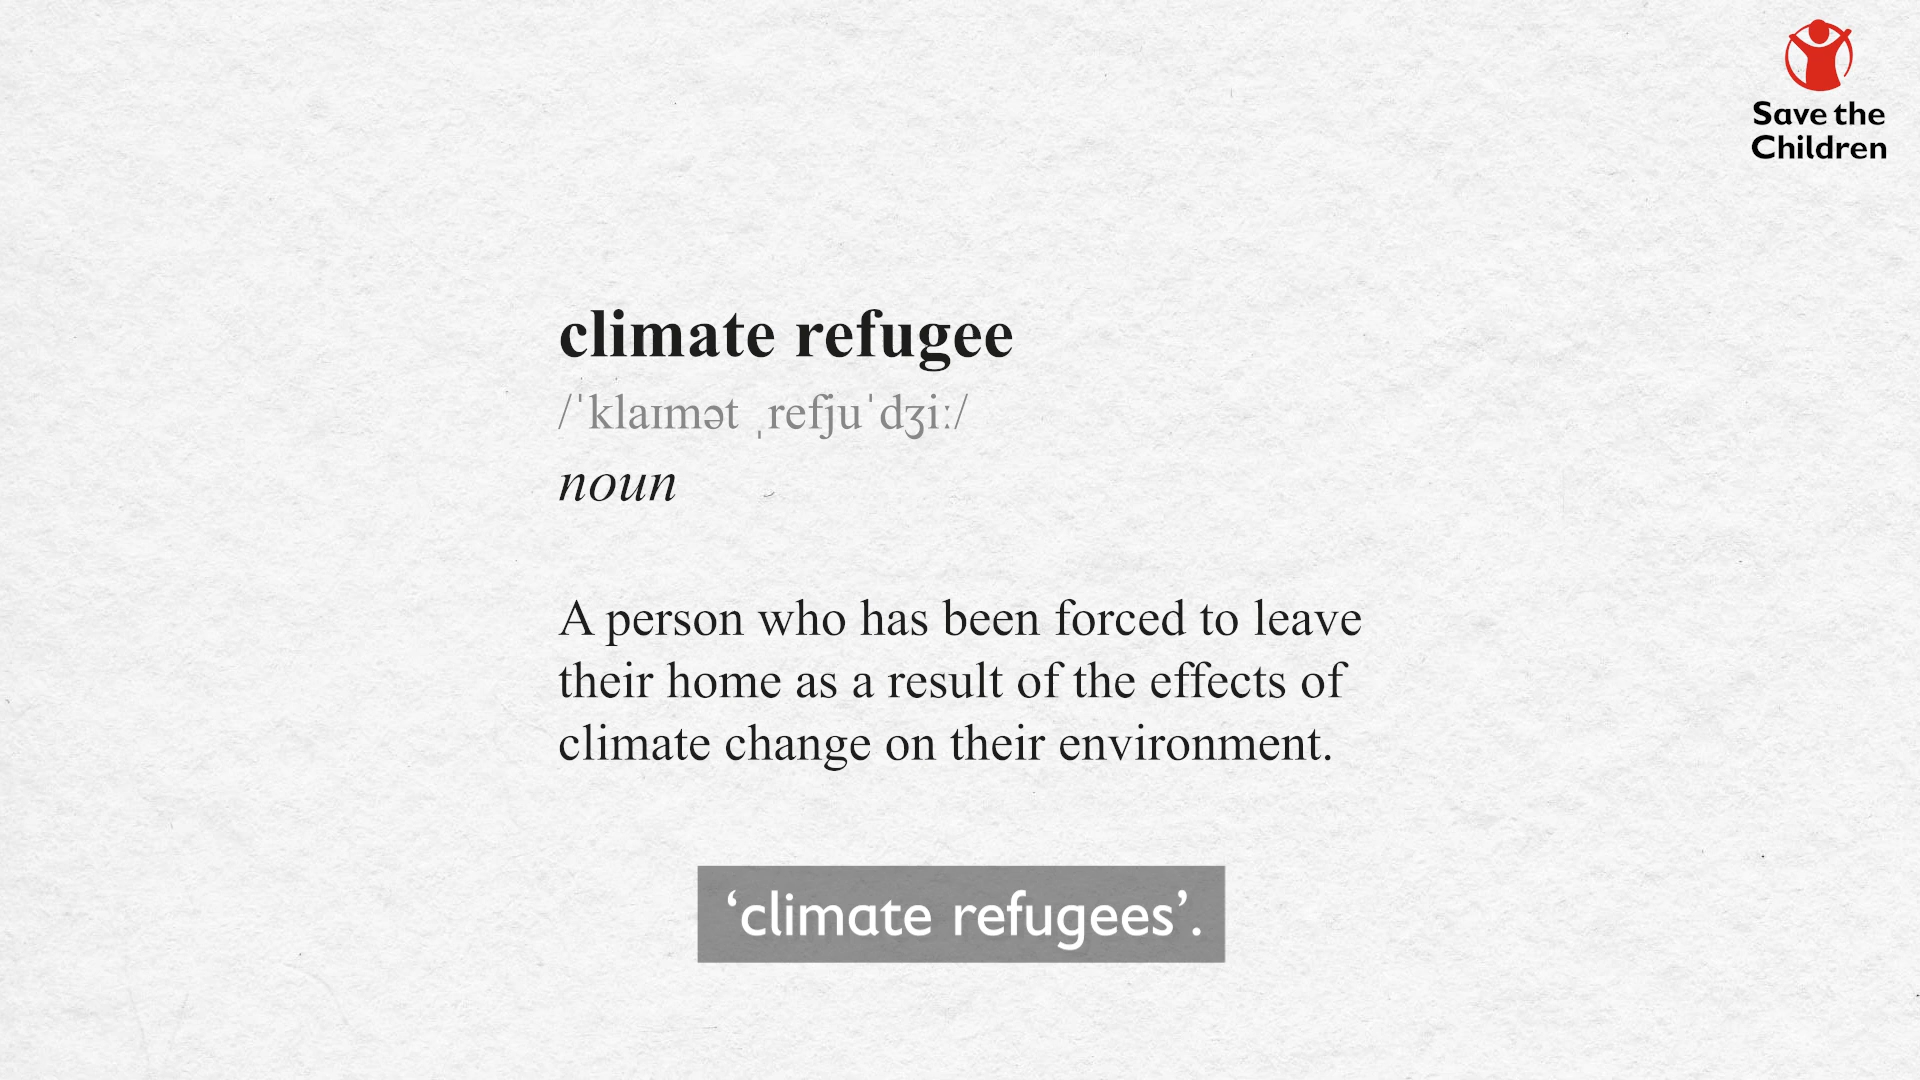 Save the
Children
climate refugee
/ˈklaɪmət ˌrefjuˈdʒiː/
noun
A person who has been forced to leave
their home as a result of the effects of
climate change on their environment.
‘climate refugees’.